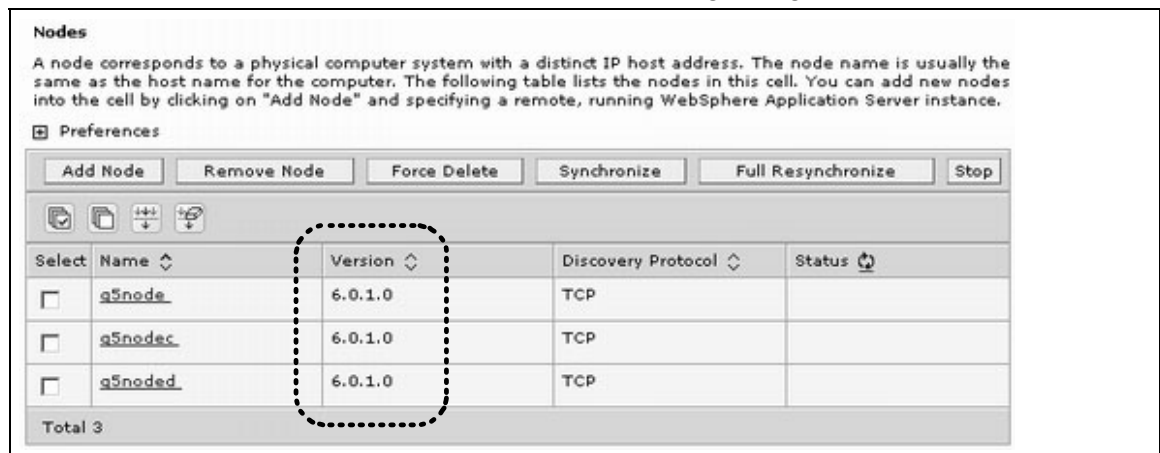 Nodes
A node corresponds to a physical computer system with a distinct IP host address. The node name is usually the
same as the host name for the computer. The following table lists the nodes in this cell. You can add new nodes
into the cell by clicking on "Add Node" and specifying a remote, running WebSphere Application Server instance.
Preferences
Add Node Remove Node Force Delete Synchronize Full Resynchronize Stop
Select Name Version Discovery Protocol Status
g5node 6.0.1.0 TCP
g5nodec 6.0.1.0 TCP
g5noded 6.0.1.0 TCP
Total 3